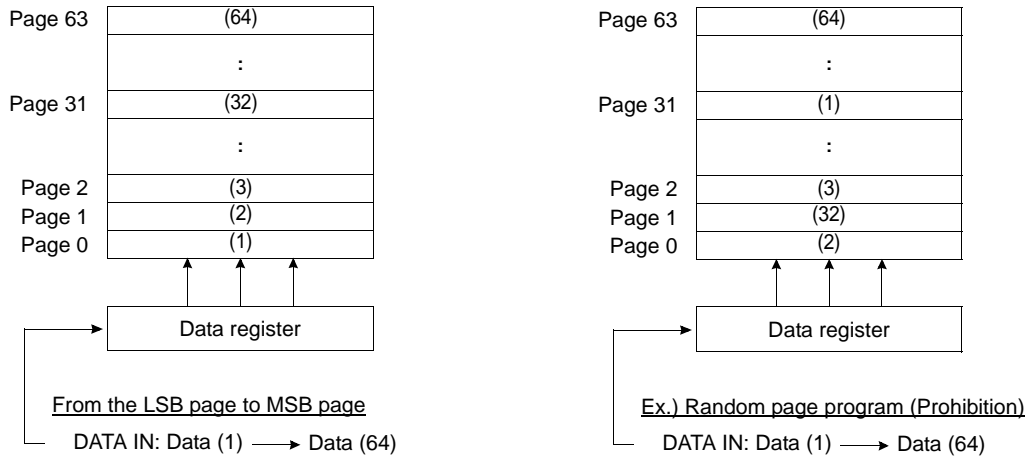 Page 63 (64)
:
Page 31 (32)
:
Page 2 (3)
Page 1 (2)
Page 0 (1)
Data register
From the LSB page to MSB page
DATA IN: Data (1) Data (64)
Page 63 (64)
:
Page 31 (1)
:
Page 2 (3)
Page 1 (32)
Page 0 (2)
Data register
Ex.) Random page program (Prohibition)
DATA IN: Data (1) Data (64)